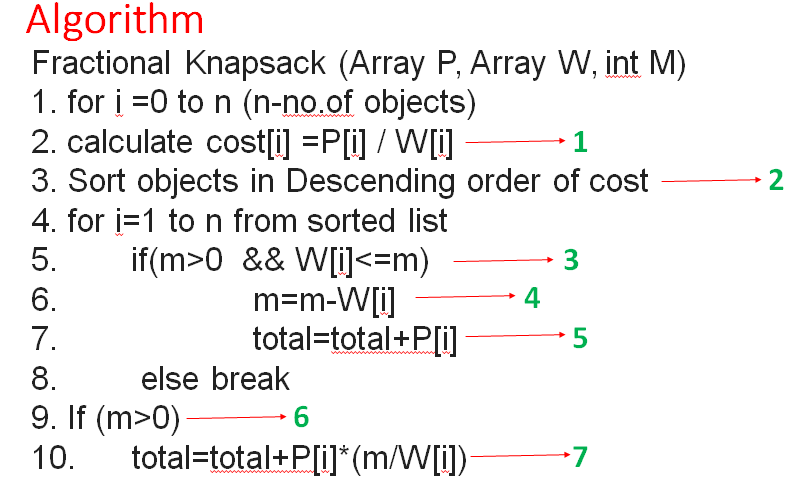 Algorithm
Fractional Knapsack (Array P, Array W, int M)
1. for i =0 to n (n-no.of objects)
2. calculate cost[i] =P[i] / W[i] 1
3. Sort objects in Descending order of cost 2
4. for i=1 to n from sorted list
5. if(m>0 && W[i]<=m) 3
6. m=m-W[i] 4
7. total=total+P[i] 5
8. else break
9. If (m>0) 6
10. total=total+P[i]*(m/W[i]) 7